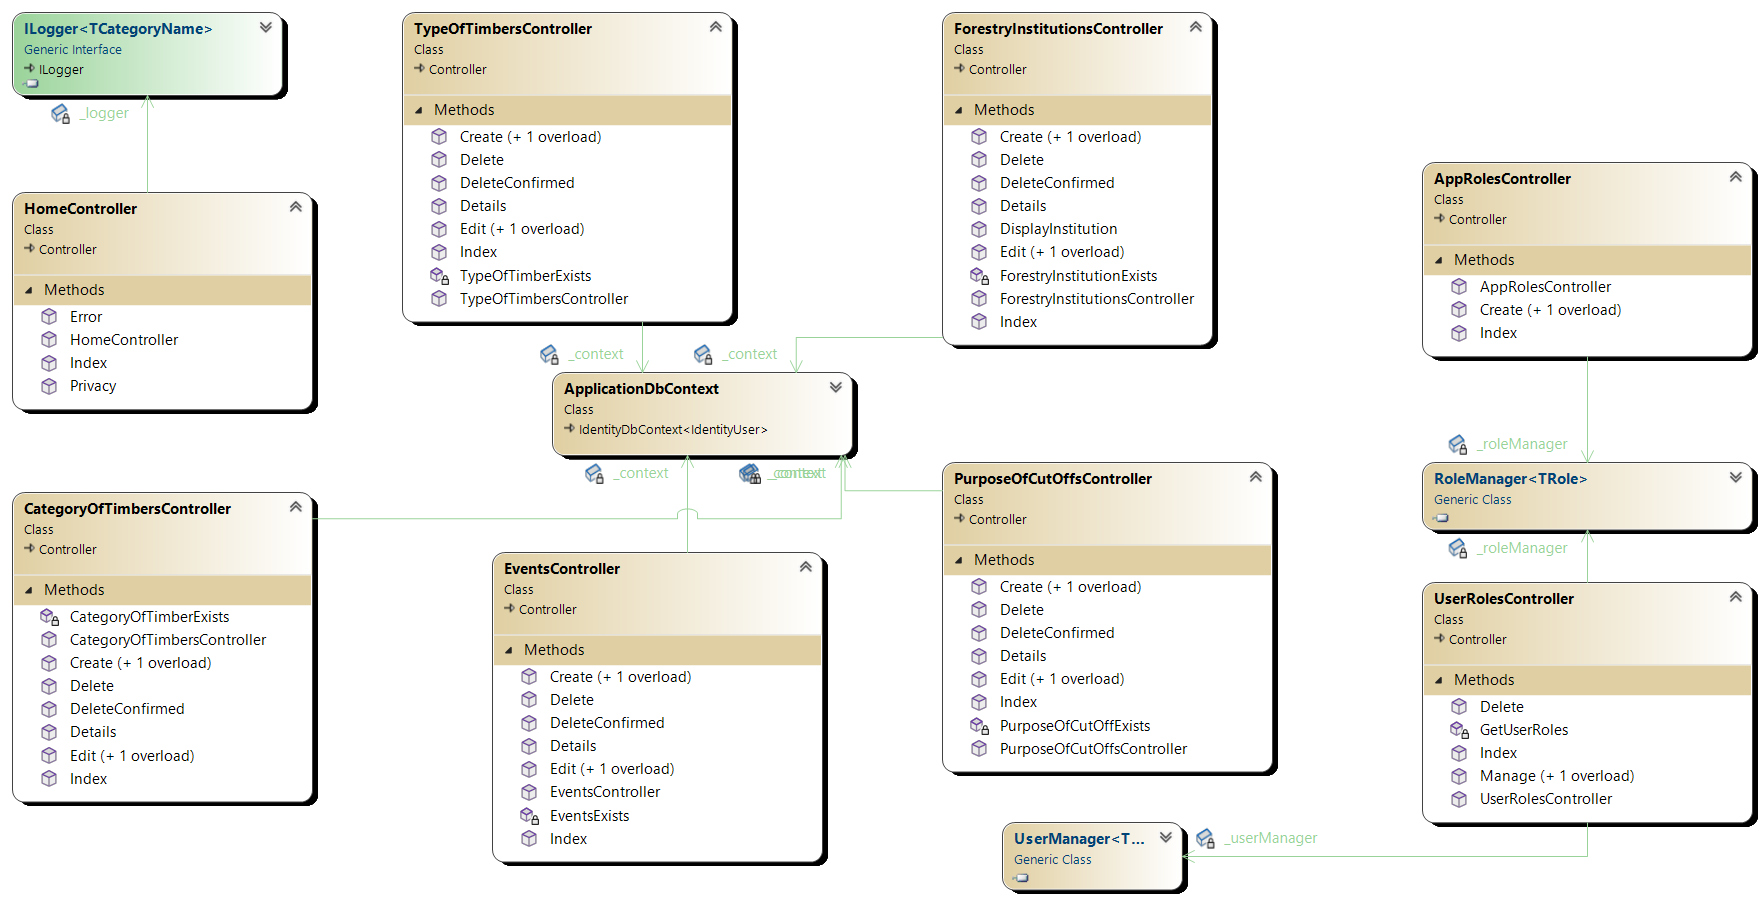 ILogger<TCategoryName>
Generic Interface
ILogger
_logger
HomeController
Class
Controller
Methods
Error
HomeController
Index
Privacy
TypeOfTimbersController
Class
Controller
Methods
Create (+ 1 overload)
Delete
DeleteConfirmed
Details
Edit (+ 1 overload)
Index
TypeOfTimberExists
TypeOfTimbersController
_context
ForestryInstitutionsController
Class
Controller
Methods
Create (+ 1 overload)
Delete
DeleteConfirmed
Details
DisplayInstitution
Edit (+ 1 overload)
ForestryInstitutionExists
ForestryInstitutionsController
Index
_context
ApplicationDbContext
Class
IdentityDbContext<IdentityUser>
_context
_context
CategoryOfTimbersController
Class
Controller
Methods
CategoryOfTimberExists
CategoryOfTimbersController
Create (+ 1 overload)
Delete
DeleteConfirmed
Details
Edit (+ 1 overload)
Index
EventsController
Class
Controller
Methods
Create (+ 1 overload)
Delete
DeleteConfirmed
Details
Edit (+ 1 overload)
EventsController
EventsExists
Index
PurposeOfCutOffsController
Class
Controller
Methods
Create (+ 1 overload)
Delete
DeleteConfirmed
Details
Edit (+ 1 overload)
Index
PurposeOfCutOffExists
PurposeOfCutOffsController
AppRolesController
Class
Controller
Methods
AppRolesController
Create (+ 1 overload)
Index
_roleManager
RoleManager<TRole>
Generic Class
_roleManager
UserRolesController
Class
Controller
Methods
Delete
GetUserRoles
Index
Manage (+ 1 overload)
UserRolesController
UserManager<T...
Generic Class
_userManager